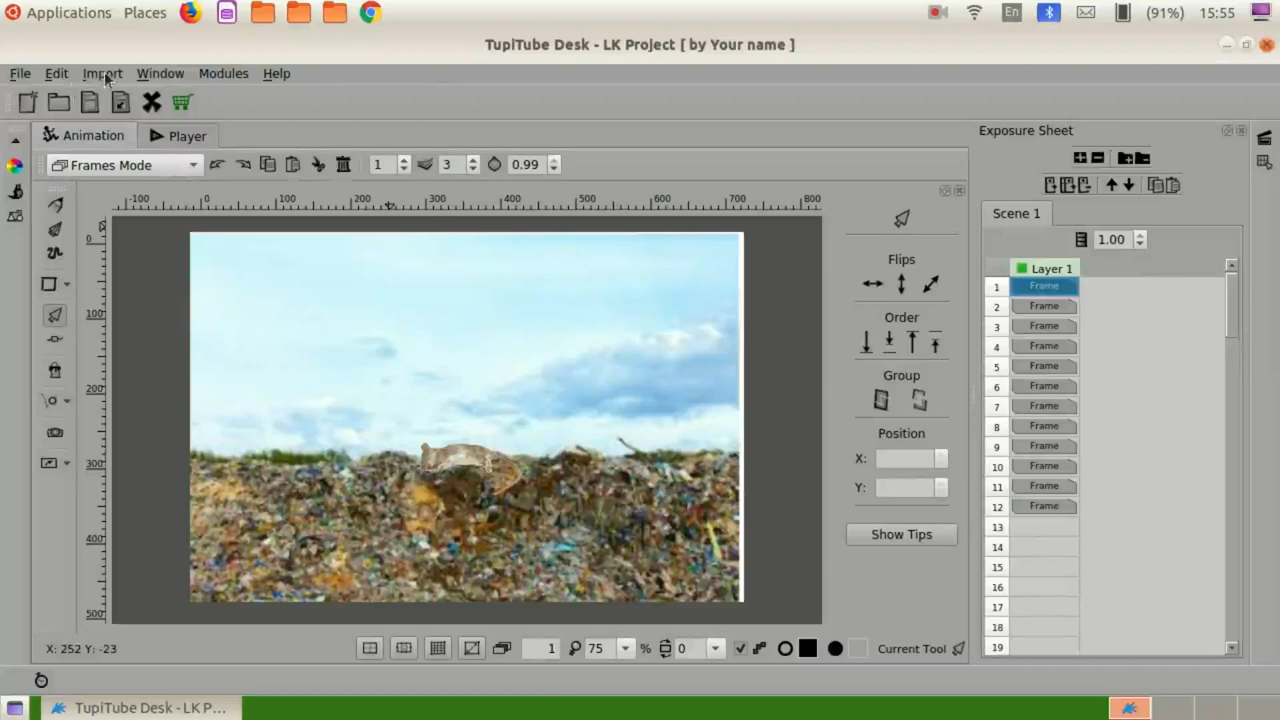 Applications Places En (91%) 15:55
TupiTube Desk - LK Project [ by Your name ]
File Edit Import Window Modules Help
Animation Player
Exposure Sheet
Frames Mode 1 3 0.99
-100 0 100 200 300 400 500 600 700 800
0
100
200
300
400
500
Flips
Order
Group
Position
X:
Y:
Show Tips
Scene 1
1.00
Layer 1
1 Frame
2 Frame
3 Frame
4 Frame
5 Frame
6 Frame
7 Frame
8 Frame
9 Frame
10 Frame
11 Frame
12 Frame
13
14
15
16
17
18
19
X: 252 Y: -23 1 75 % 0 Current Tool
TupiTube Desk - LK P...